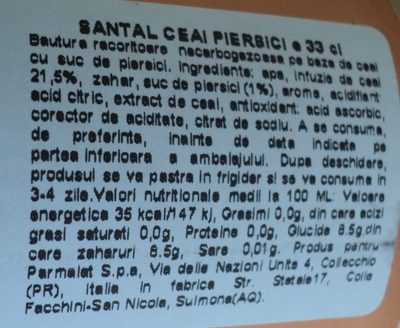 SANTAL CEAI PIERSICI e 33 cl
Bautura racoritoare necarbogazoasa pe baza de ceai
cu suc de piersici. Ingrediente: apa, infuzie de ceai
21,5%, zahar, suc de piersici (1%), arome, acidifiant
acid citric, extract de ceai, antioxidant: acid ascorbic,
corector de aciditate, citrat de sodiu. A se consuma,
de preferinta, inainte de data indicata pe
partea inferioara a ambalajului. Dupa deschidere,
produsul se va pastra in frigider si se va consuma in
3-4 zile.Valori nutritionale medii la 100 ML: Valoare
energetica 35 kcal/147 kj, Grasimi 0,0g, din care acizi
grasi saturati 0,0g, Proteine 0,0g, Glucide 8.5g,din
care zaharuri 8.5g, Sare 0,01g. Produs pentru
Parmalat S.p.a, Via delle Nazioni Unite 4, Collecchio
(PR), Italia in fabrica Str. Statale17, Colle
Facchini-San Nicola, Sulmona(AQ).